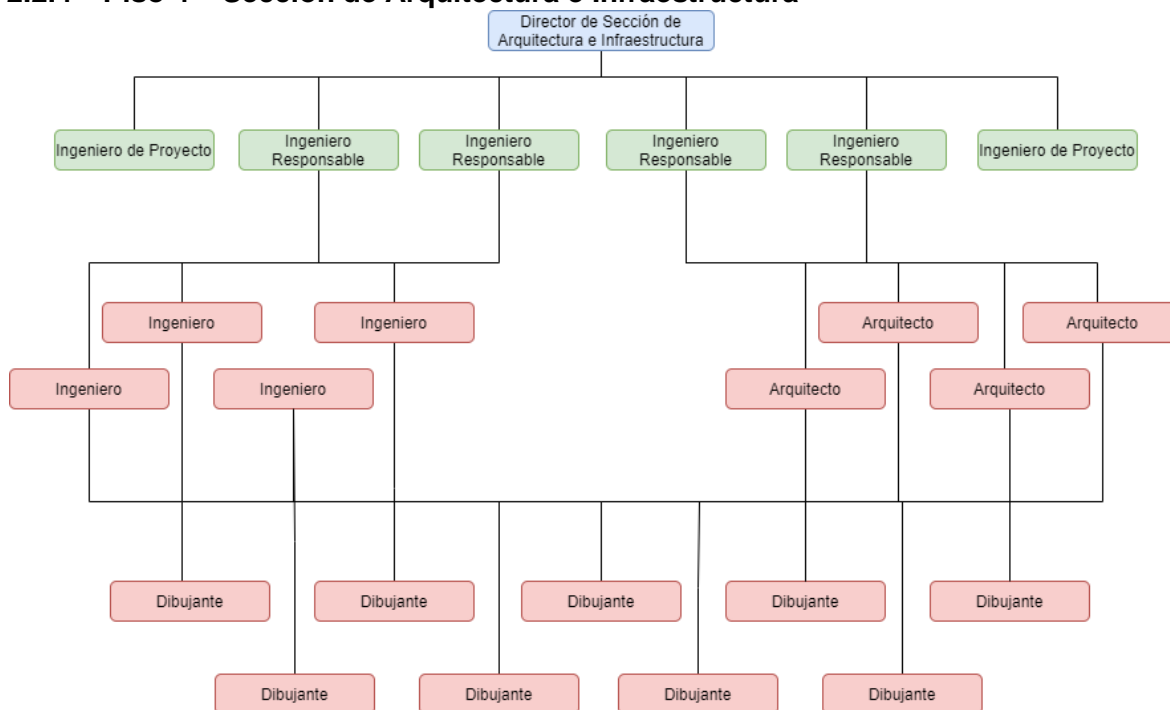 Piso – Sección de Arquitectura e Infraestructura
Director de Sección de
Arquitectura e Infraestructura
Ingeniero de Proyecto
Ingeniero
Responsable
Ingeniero
Responsable
Ingeniero
Responsable
Ingeniero
Responsable
Ingeniero de Proyecto
Ingeniero
Ingeniero
Arquitecto
Arquitecto
Ingeniero
Ingeniero
Arquitecto
Arquitecto
Dibujante
Dibujante
Dibujante
Dibujante
Dibujante
Dibujante
Dibujante
Dibujante
Dibujante